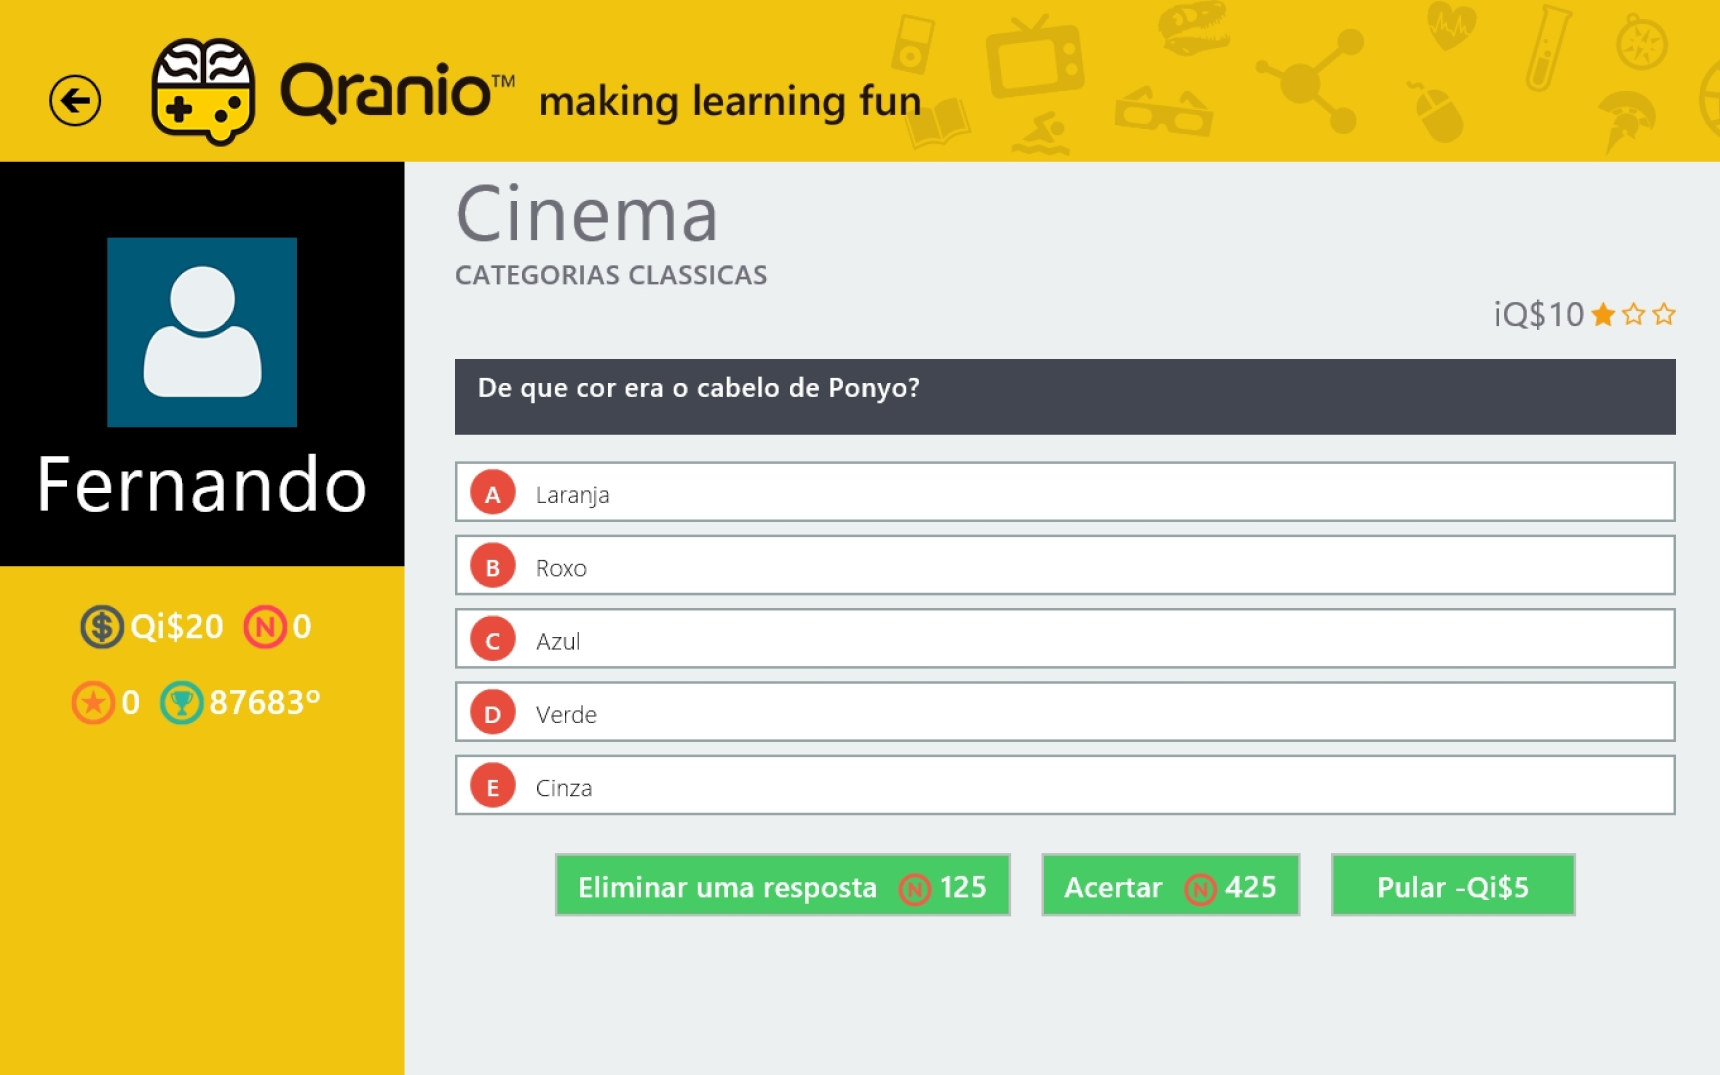 Qranio™ making learning fun
Fernando
Qi$20 N 0
0 87683º
Cinema
CATEGORIAS CLASSICAS
iQ$10
De que cor era o cabelo de Ponyo?
A Laranja
B Roxo
C Azul
D Verde
E Cinza
Eliminar uma resposta N 125
Acertar N 425
Pular -Qi$5